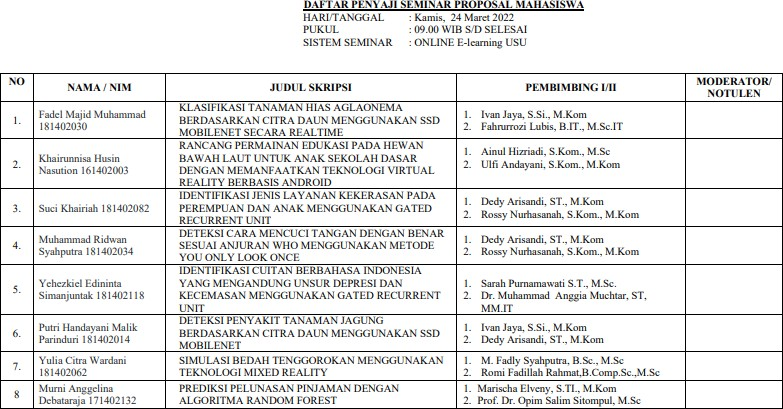 DAFTAR PENYAJI SEMINAR PROPOSAL MAHASISWA
HARI/TANGGAL : Kamis, 24 Maret 2022
PUKUL : 09.00 WIB S/D SELESAI
SISTEM SEMINAR : ONLINE E-learning USU
NO NAMA / NIM JUDUL SKRIPSI PEMBIMBING I/II MODERATOR/
NOTULEN
1. Fadel Majid Muhammad
181402030
KLASIFIKASI TANAMAN HIAS AGLAONEMA
BERDASARKAN CITRA DAUN MENGGUNAKAN SSD
MOBILENET SECARA REALTIME
1. Ivan Jaya, S.Si., M.Kom
2. Fahrurrozi Lubis, B.IT., M.Sc.IT
2. Khairunnisa Husin
Nasution 161402003
RANCANG PERMAINAN EDUKASI PADA HEWAN
BAWAH LAUT UNTUK ANAK SEKOLAH DASAR
DENGAN MEMANFAATKAN TEKNOLOGI VIRTUAL
REALITY BERBASIS ANDROID
1. Ainul Hizriadi, S.Kom., M.Sc
2. Ulfi Andayani, S.Kom., M.Kom
3. Suci Khairiah 181402082
IDENTIFIKASI JENIS LAYANAN KEKERASAN PADA
PEREMPUAN DAN ANAK MENGGUNAKAN GATED
RECURRENT UNIT
1. Dedy Arisandi, ST., M.Kom
2. Rossy Nurhasanah, S.Kom., M.Kom
4. Muhammad Ridwan
Syahputra 181402034
DETEKSI CARA MENCUCI TANGAN DENGAN BENAR
SESUAI ANJURAN WHO MENGGUNAKAN METODE
YOU ONLY LOOK ONCE
1. Dedy Arisandi, ST., M.Kom
2. Rossy Nurhasanah, S.Kom., M.Kom
5. Yehezkiel Edininta
Simanjuntak 181402118
IDENTIFIKASI CUITAN BERBAHASA INDONESIA
YANG MENGANDUNG UNSUR DEPRESI DAN
KECEMASAN MENGGUNAKAN GATED RECURRENT
UNIT
1. Sarah Purnamawati S.T., M.Sc.
2. Dr. Muhammad Anggia Muchtar, ST,
MM.IT
6. Putri Handayani Malik
Parinduri 181402014
DETEKSI PENYAKIT TANAMAN JAGUNG
BERDASARKAN CITRA DAUN MENGGUNAKAN SSD
MOBILENET
1. Ivan Jaya, S.Si., M.Kom
2. Dedy Arisandi, ST., M.Kom
7. Yulia Citra Wardani
181402062
SIMULASI BEDAH TENGGOROKAN MENGGUNAKAN
TEKNOLOGI MIXED REALITY
1. M. Fadly Syahputra, B.Sc., M.Sc
2. Romi Fadillah Rahmat,B.Comp.Sc.,M.Sc
8 Murni Anggelina
Debataraja 171402132
PREDIKSI PELUNASAN PINJAMAN DENGAN
ALGORITMA RANDOM FOREST
1. Marischa Elveny, S.TI., M.Kom
2. Prof. Dr. Opim Salim Sitompul, M.Sc